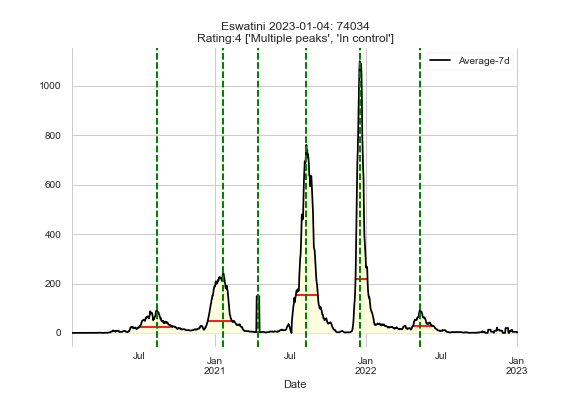 Eswatini 2023-01-04: 74034
Rating:4 ['Multiple peaks', 'In control']
Average-7d
1000
800
600
400
200
0
Jul
Jan
2021
Jul
Jan
2022
Jul
Jan
2023
Date